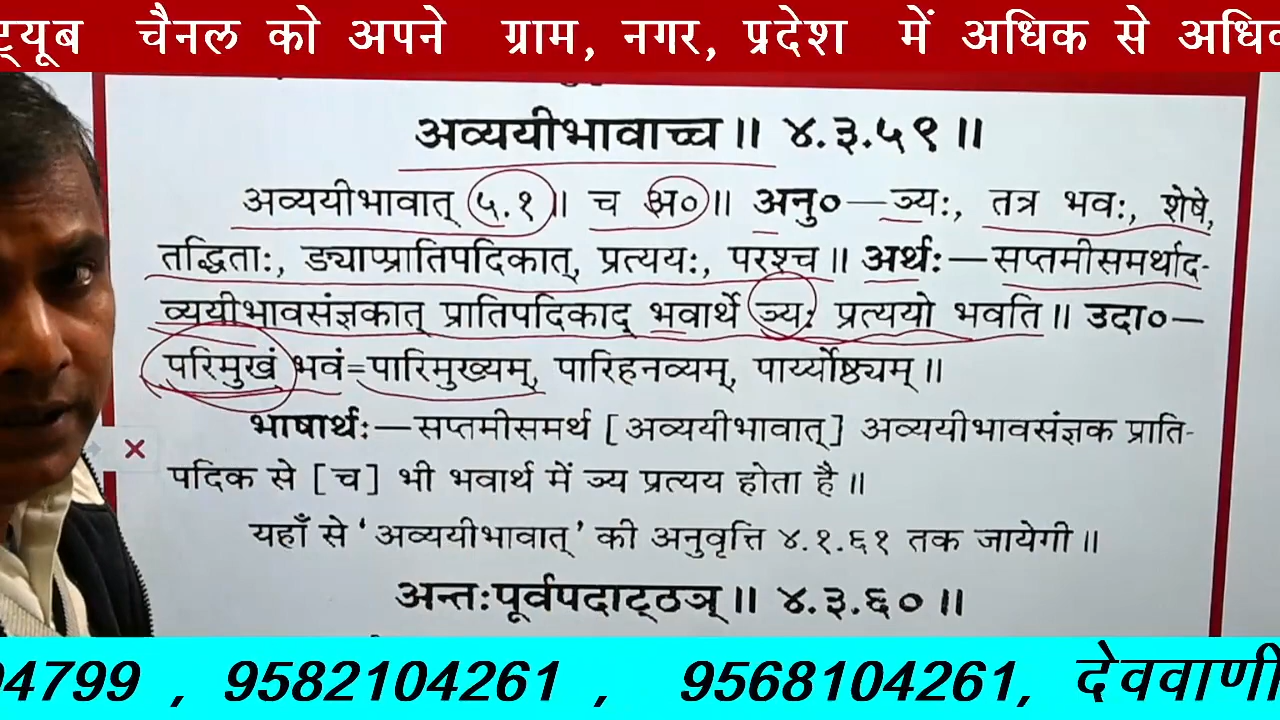 ट्यूब चैनल को अपने ग्राम, नगर, प्रदेश में अधिक से
अव्ययीभावाच्च ॥ ४.३.५९ ॥
अव्ययीभावात् ५.१ ॥ च अ० ॥ अनु०—ञ्यः, तत्र भवः, शेषे,
तद्धिताः, ङ्याप्प्रातिपदिकात्, प्रत्ययः, परश्च ॥ अर्थः—सप्तमीसमर्थाद-
व्ययीभावसंज्ञकात् प्रातिपदिकाद् भवार्थे ञ्यः प्रत्ययो भवति ॥ उदा०—
परिमुखं भवं=पारिमुख्यम्, पारिहनव्यम्, पार्य्योष्ठ्यम् ॥
भाषार्थः—सप्तमीसमर्थ [अव्ययीभावात्] अव्ययीभावसंज्ञक प्राति-
पदिक से [च] भी भवार्थ में ञ्य प्रत्यय होता है ॥
यहाँ से 'अव्ययीभावात्' की अनुवृत्ति ४.१.६१ तक जायेगी ॥
अन्तःपूर्वपदाट्ठञ् ॥ ४.३.६० ॥
94799 , 9582104261 , 9568104261, देववाणी